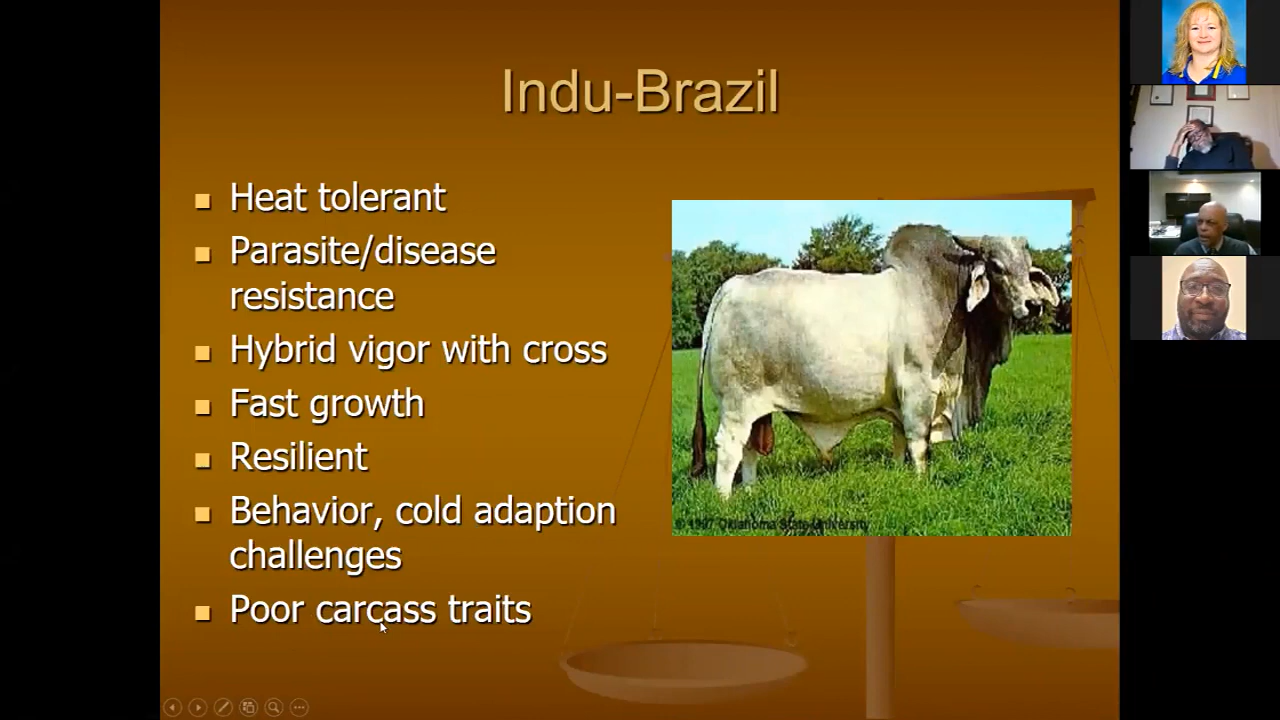 Indu-Brazil
Heat tolerant
Parasite/disease
resistance
Hybrid vigor with cross
Fast growth
Resilient
Behavior, cold adaption
challenges
Poor carcass traits
© 1997 Oklahoma State University